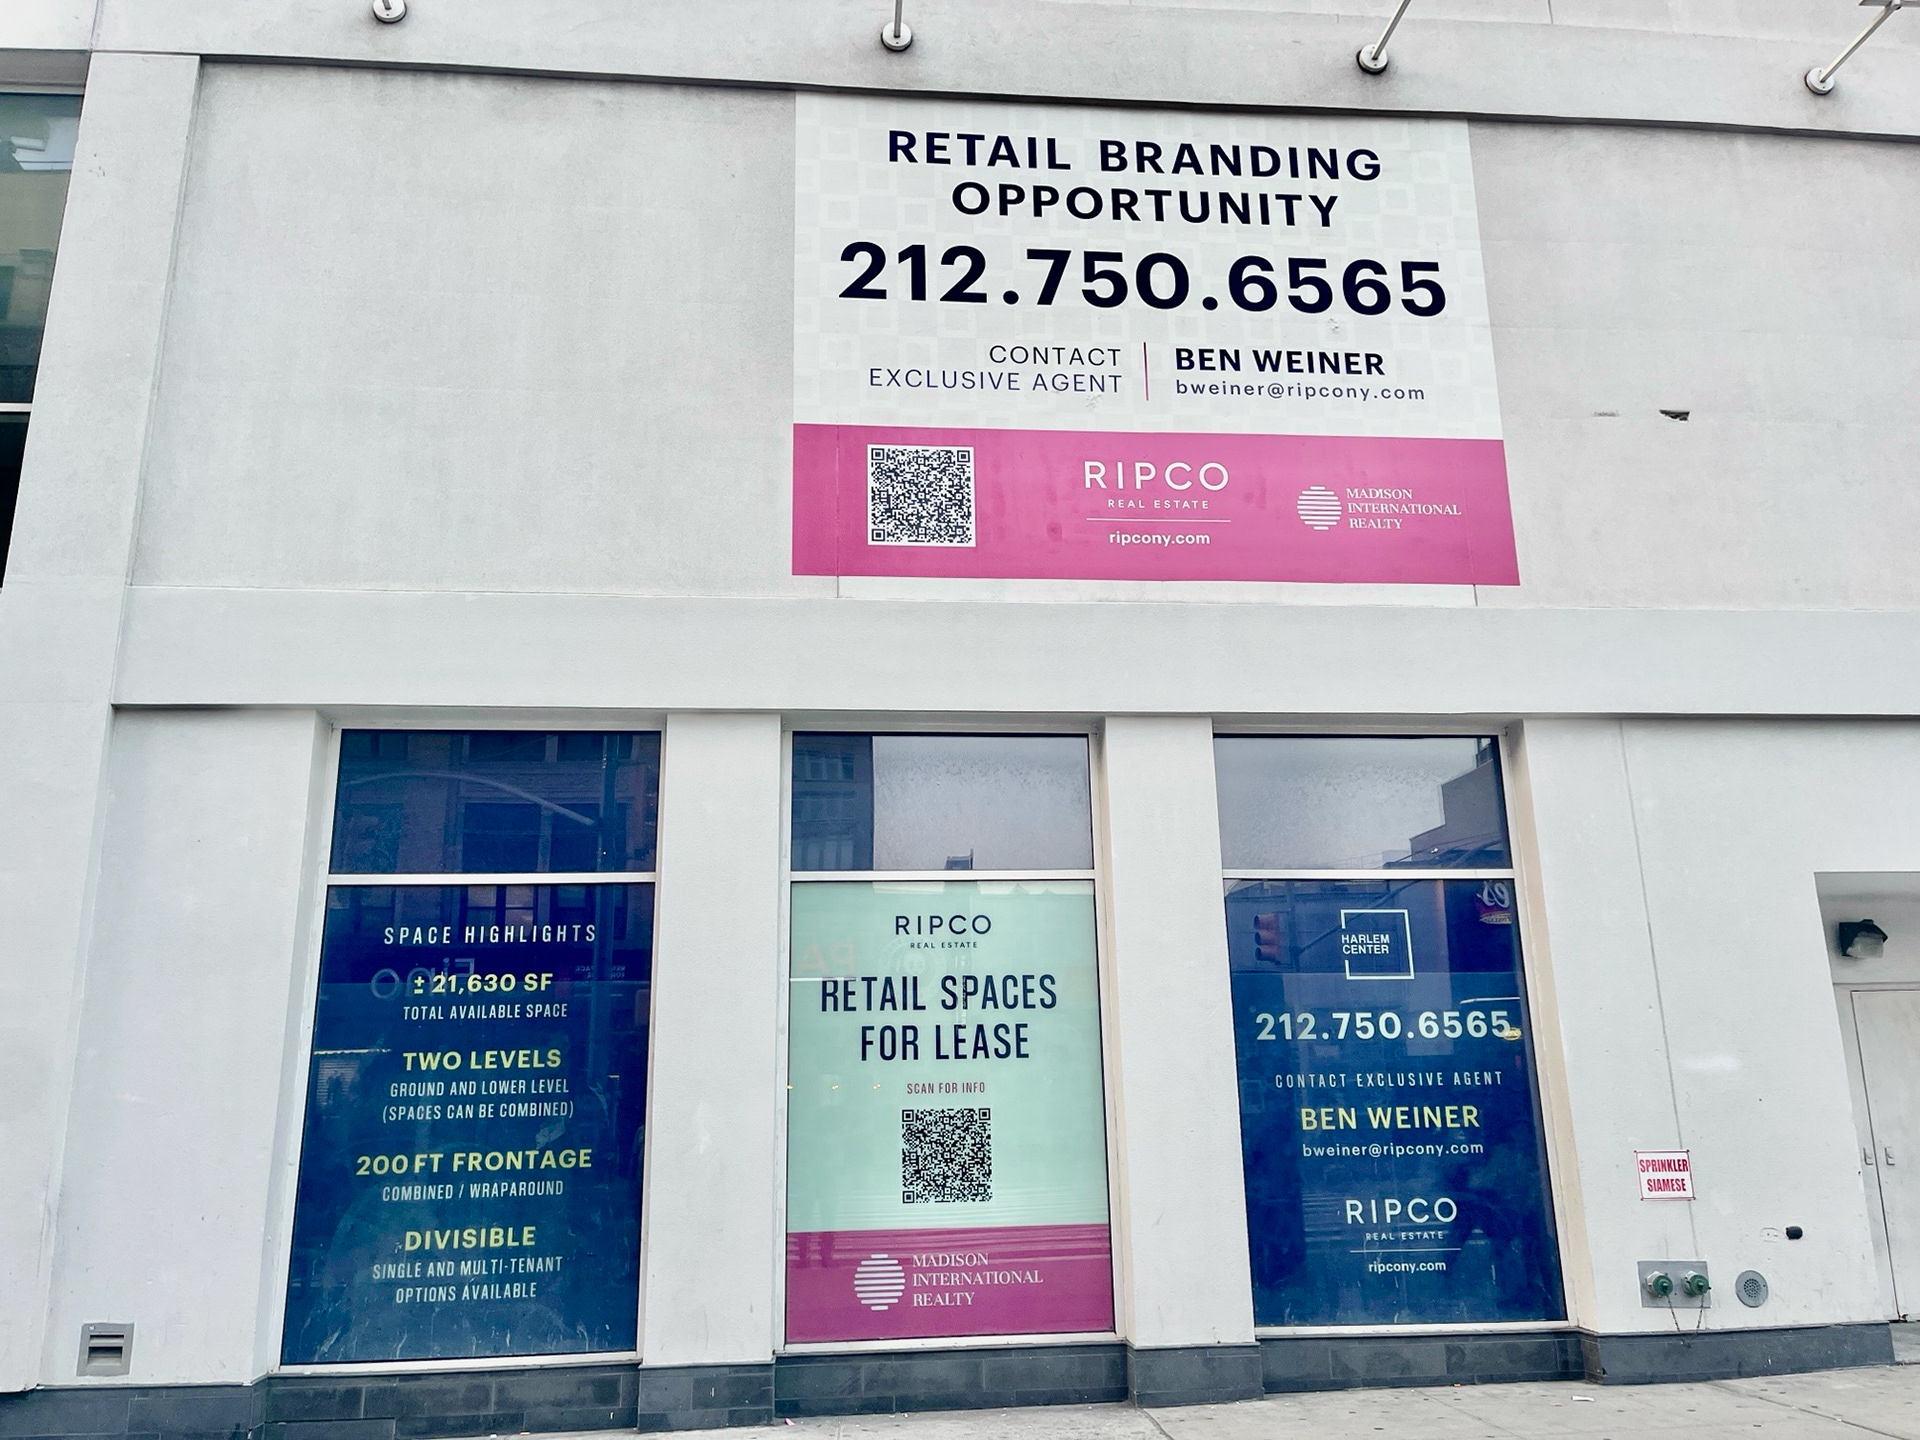 RETAIL BRANDING
OPPORTUNITY
212.750.6565
CONTACT
EXCLUSIVE AGENT
BEN WEINER
bweiner@ripcony.com
RIPCO
REAL ESTATE
ripcony.com
MADISON
INTERNATIONAL
REALTY
SPACE HIGHLIGHTS
± 21,630 SF
TOTAL AVAILABLE SPACE
TWO LEVELS
GROUND AND LOWER LEVEL
(SPACES CAN BE COMBINED)
200 FT FRONTAGE
COMBINED / WRAPAROUND
DIVISIBLE
SINGLE AND MULTI-TENANT
OPTIONS AVAILABLE
RIPCO
REAL ESTATE
RETAIL SPACES
FOR LEASE
SCAN FOR INFO
MADISON
INTERNATIONAL
REALTY
HARLEM
CENTER
212.750.6565
CONTACT EXCLUSIVE AGENT
BEN WEINER
bweiner@ripcony.com
RIPCO
REAL ESTATE
ripcony.com
SPRINKLER
SIAMESE